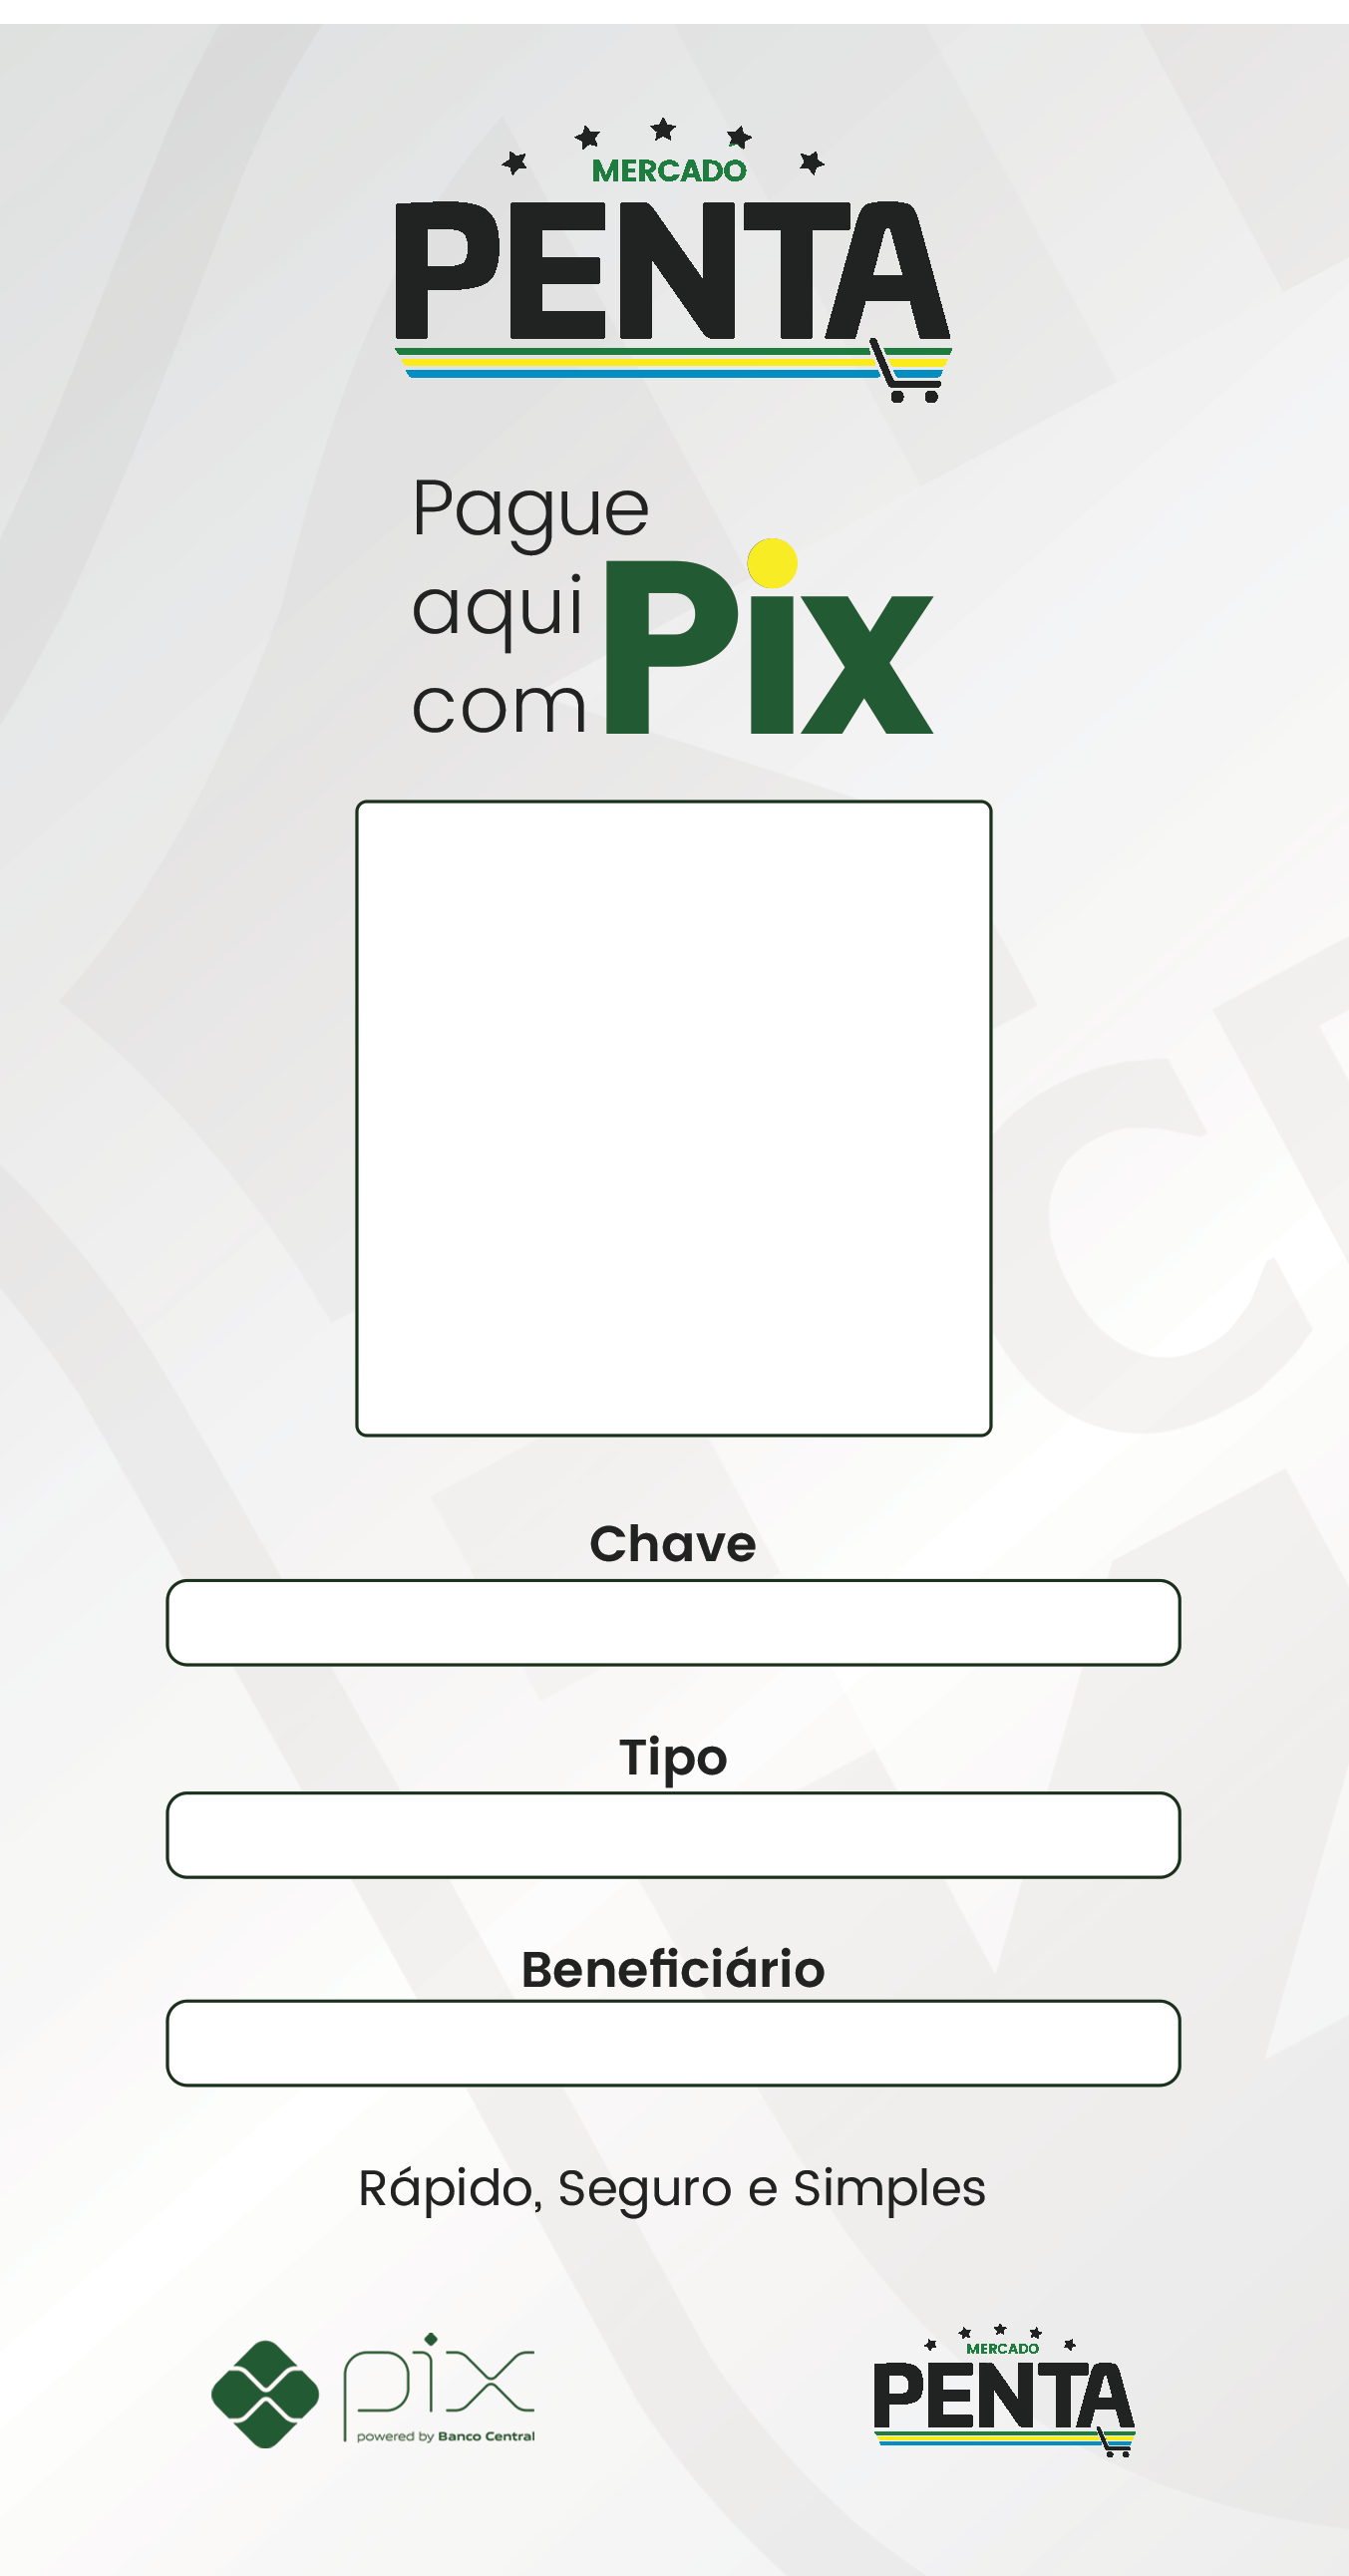 MERCADO
PENTA
Pague
aqui
com Pix
Chave
Tipo
Beneficiário
Rápido, Seguro e Simples
pix
powered by Banco Central
MERCADO
PENTA